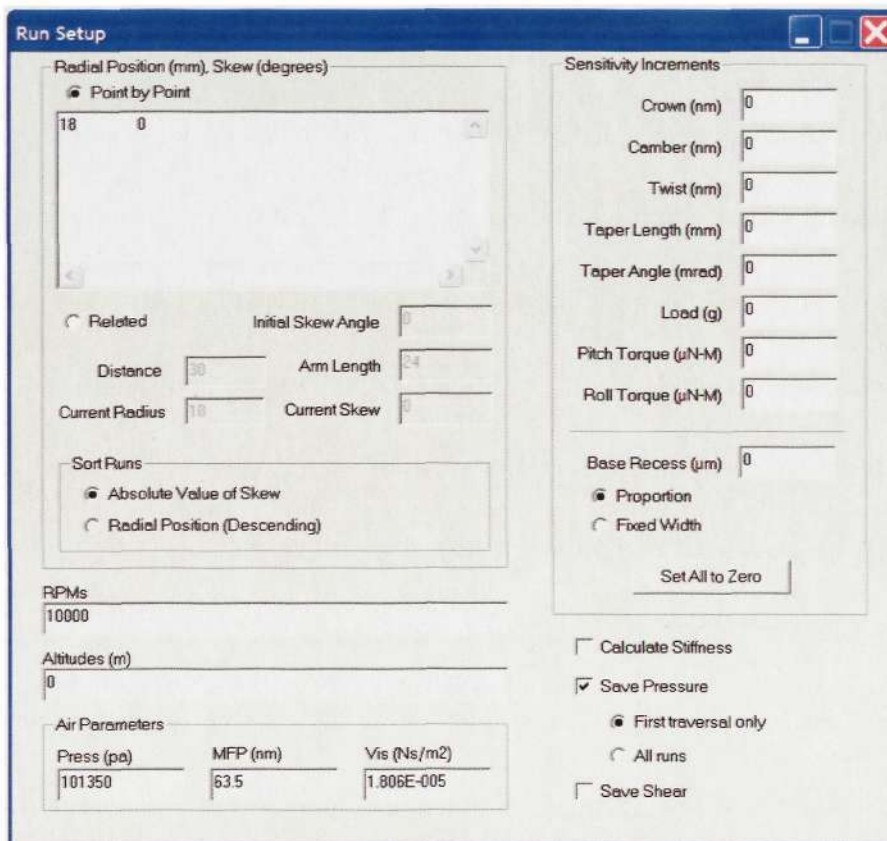 Run Setup
Radial Position (mm), Skew (degrees)
Point by Point
18 0
Related
Initial Skew Angle 0
Distance 30
Arm Length 24
Current Radius 18
Current Skew 0
Sort Runs
Absolute Value of Skew
Radial Position (Descending)
RPMs
10000
Altitudes (m)
0
Air Parameters
Press (pa) MFP (nm) Vis (Ns/m2)
101350 63.5 1.806E-005
Sensitivity Increments
Crown (nm) 0
Camber (nm) 0
Twist (nm) 0
Taper Length (mm) 0
Taper Angle (mrad) 0
Load (g) 0
Pitch Torque (µN-M) 0
Roll Torque (µN-M) 0
Base Recess (µm) 0
Proportion
Fixed Width
Set All to Zero
Calculate Stiffness
Save Pressure
First traversal only
All runs
Save Shear